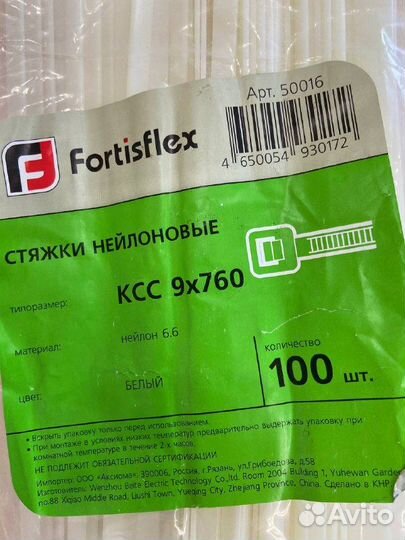 Арт. 50016
4 650054 930172
Fortisflex
СТЯЖКИ НЕЙЛОНОВЫЕ
типоразмер: КСС 9x760
материал: нейлон 6.6
цвет: БЕЛЫЙ
количество
100 шт.
• Вскрыть упаковку только перед использованием.
• При монтаже в условиях низких температур предварительно выдержать упаковку при
комнатной температуре в течение 2-х часов.
НЕ ПОДЛЕЖИТ ОБЯЗАТЕЛЬНОЙ СЕРТИФИКАЦИИ
Импортер: ООО «Аксиома», 390006, Россия, г.Рязань, ул.Грибоедова, д.58
Изготовитель: Wenzhou Beite Electric Technology Co., Ltd, Room 2004, Building 1, Yuhewan Garden
no.88 Xiqiao Middle Road, Liushi Town, Yueqing City, Zhejiang Province, China. Сделано в КНР
Avito